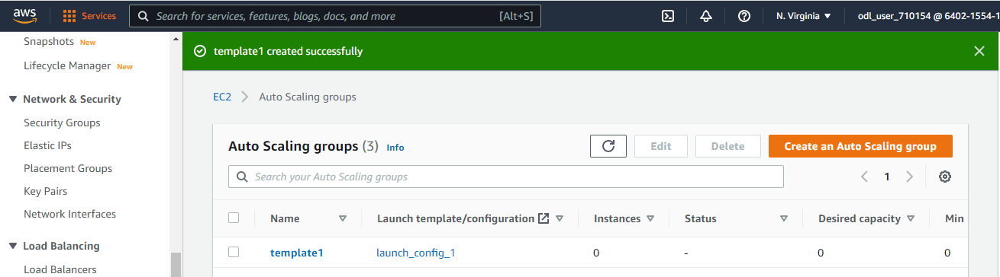 aws Services Search for services, features, blogs, docs, and more [Alt+S] N. Virginia odl_user_710154 @ 6402-1554-1
Snapshots New
Lifecycle Manager New
Network & Security
Security Groups
Elastic IPs
Placement Groups
Key Pairs
Network Interfaces
Load Balancing
Load Balancers
template1 created successfully
EC2 Auto Scaling groups
Auto Scaling groups (3) Info Edit Delete Create an Auto Scaling group
Search your Auto Scaling groups 1
Name Launch template/configuration Instances Status Desired capacity Min
template1 launch_config_1 0 - 0 0